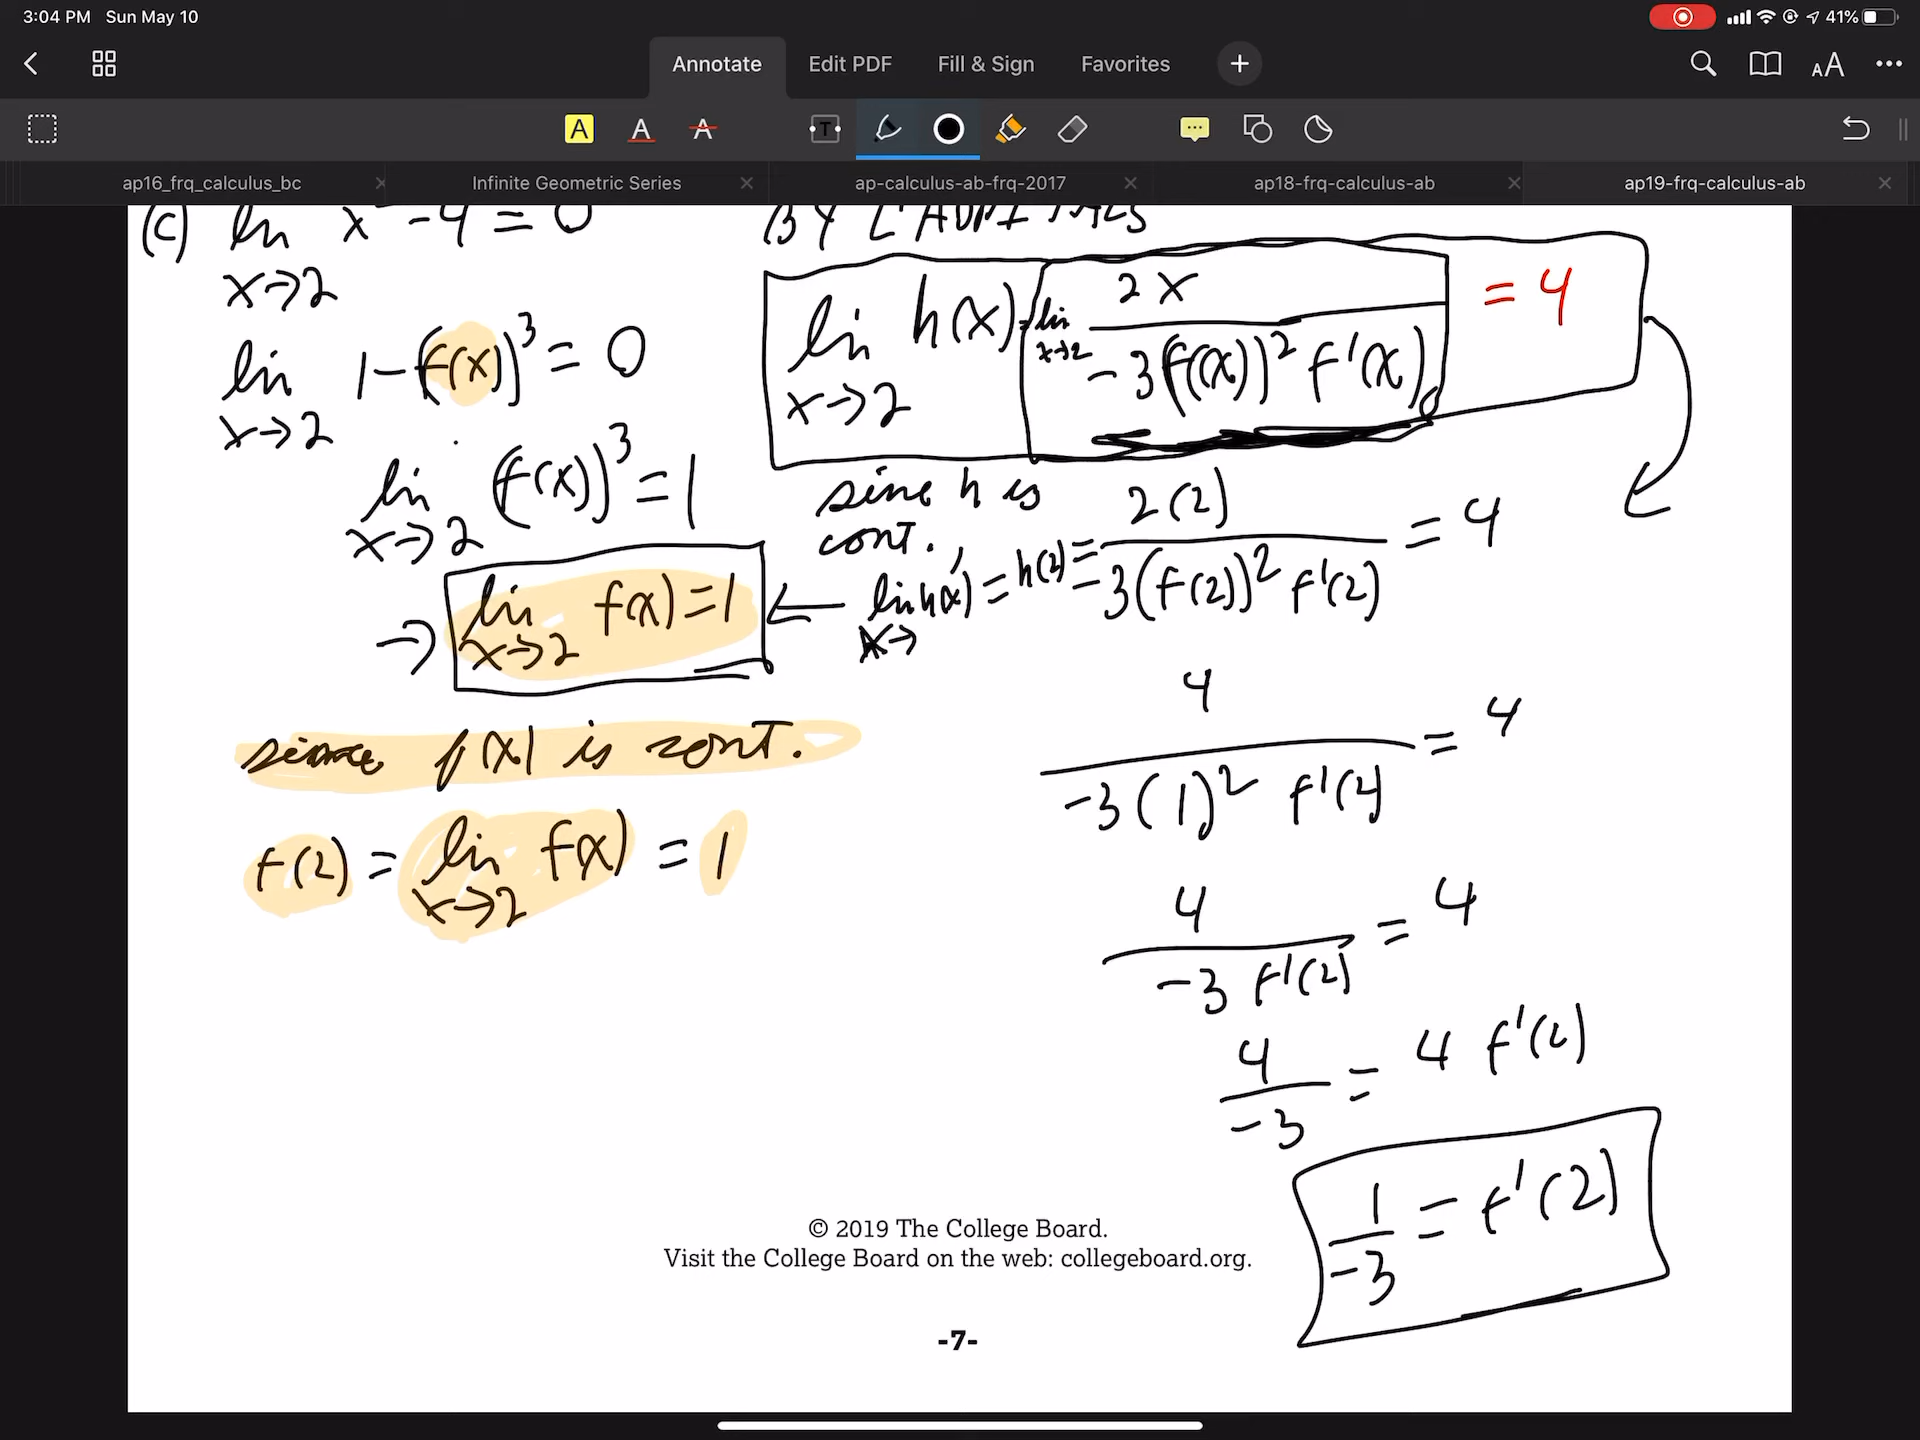 3:04 PM Sun May 10
41%
Annotate Edit PDF Fill & Sign Favorites
ap16_frq_calculus_bc Infinite Geometric Series ap-calculus-ab-frq-2017 ap18-frq-calculus-ab ap19-frq-calculus-ab
(c) lim x² - 4 = 0
x→2
lim 1-(f(x))³ = 0
x→2
lim (f(x))³ = 1
x→2
→ lim f(x) = 1
x→2
since f(x) is cont.
f(2) = lim f(x) = 1
x→2
BY L'HOPITALS
lim h(x) = lim 2x / -3(f(x))² f'(x) = 4
x→2 x→2
since h is
cont.,
lim h(x) = h(2) = 2(2) / -3(f(2))² f'(2) = 4
x→
4 / -3(1)² f'(2) = 4
4 / -3 f'(2) = 4
4 / -3 = 4 f'(2)
1 / -3 = f'(2)
© 2019 The College Board.
Visit the College Board on the web: collegeboard.org.
-7-